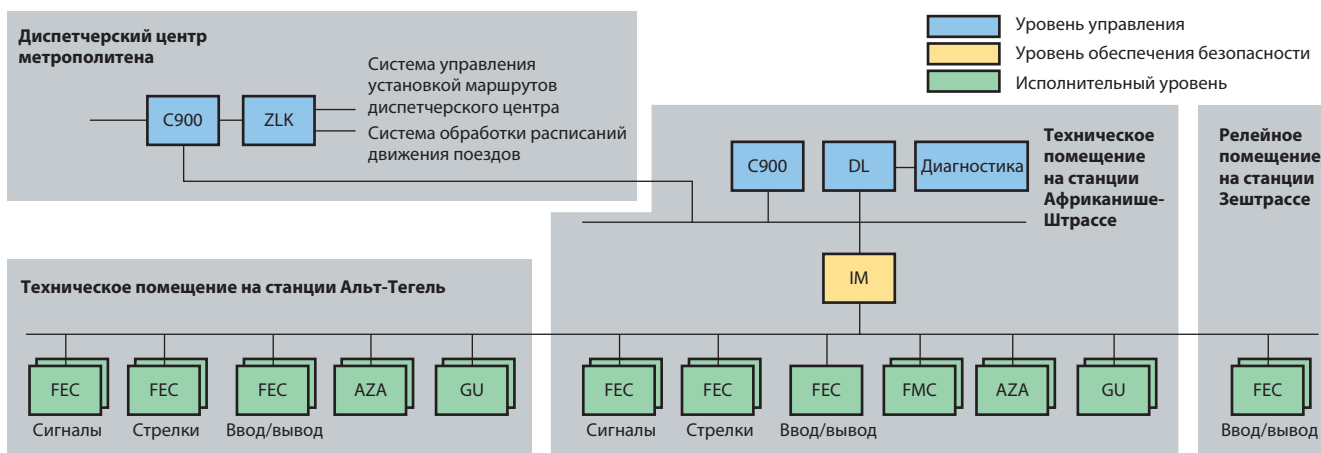 Диспетчерский центр
метрополитена
C900
ZLK
Система управления
установкой маршрутов
диспетчерского центра
Система обработки расписаний
движения поездов
Уровень управления
Уровень обеспечения безопасности
Исполнительный уровень
C900
DL
Диагностика
Техническое
помещение
на станции
Африканише-
Штрассе
Релейное
помещение
на станции
Зештрассе
IM
Техническое помещение на станции Альт-Тегель
FEC
FEC
FEC
AZA
GU
FEC
FEC
FEC
FMC
AZA
GU
FEC
Сигналы
Стрелки
Ввод/вывод
Сигналы
Стрелки
Ввод/вывод
Ввод/вывод